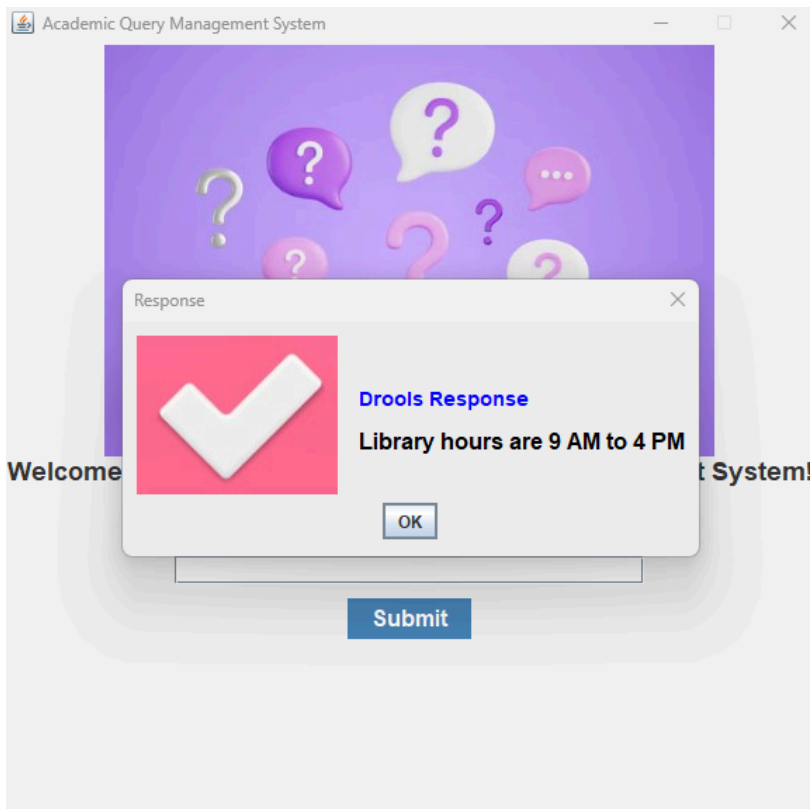 Academic Query Management System
Response
Drools Response
Library hours are 9 AM to 4 PM
Welcome t System!
OK
Submit